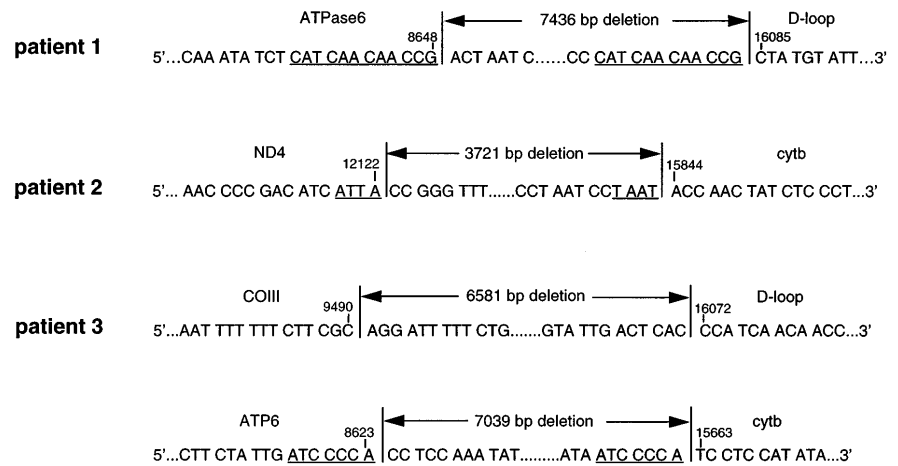 ATPase6 7436 bp deletion D-loop
patient 1 8648 16085
5'...CAA ATA TCT CAT CAA CAA CCG ACT AAT C......CC CAT CAA CAA CCG CTA TGT ATT...3'
ND4 3721 bp deletion cytb
12122 15844
patient 2 5'... AAC CCC GAC ATC ATT A CC GGG TTT......CCT AAT CCT AAT ACC AAC TAT CTC CCT...3'
COIII 6581 bp deletion D-loop
9490 16072
patient 3 5'...AAT TTT TTT CTT CGC AGG ATT TTT CTG......GTA TTG ACT CAC CCA TCA ACA ACC...3'
ATP6 7039 bp deletion cytb
8623 15663
5'...CTT CTA TTG ATC CCC A CC TCC AAA TAT.........ATA ATC CCC A TC CTC CAT ATA...3'